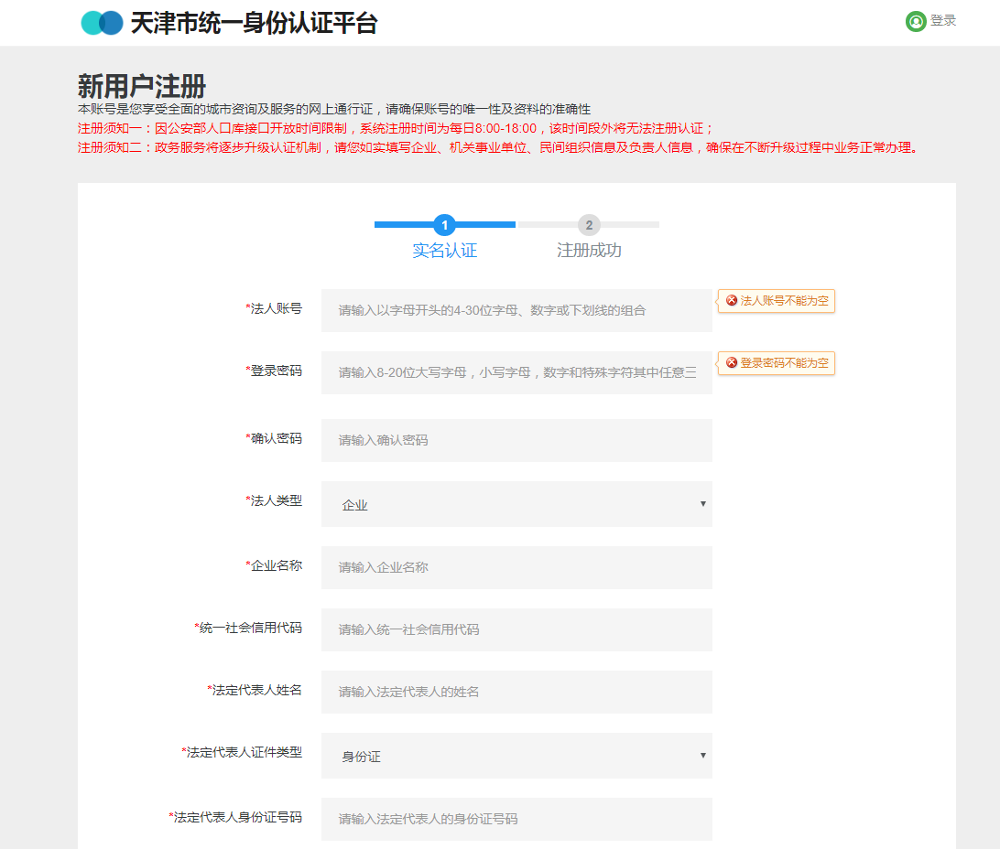 天津市统一身份认证平台
登录
新用户注册
本账号是您享受全面的城市咨询及服务的网上通行证，请确保账号的唯一性及资料的准确性
注册须知一：因公安部人口库接口开放时间限制，系统注册时间为每日8:00-18:00，该时间段外将无法注册认证；
注册须知二：政务服务将逐步升级认证机制，请您如实填写企业、机关事业单位、民间组织信息及负责人信息，确保在不断升级过程中业务正常办理。
1
2
实名认证
注册成功
*法人账号
请输入以字母开头的4-30位字母、数字或下划线的组合
法人账号不能为空
*登录密码
请输入8-20位大写字母，小写字母，数字和特殊字符其中任意三
登录密码不能为空
*确认密码
请输入确认密码
*法人类型
企业
*企业名称
请输入企业名称
*统一社会信用代码
请输入统一社会信用代码
*法定代表人姓名
请输入法定代表人的姓名
*法定代表人证件类型
身份证
*法定代表人身份证号码
请输入法定代表人的身份证号码